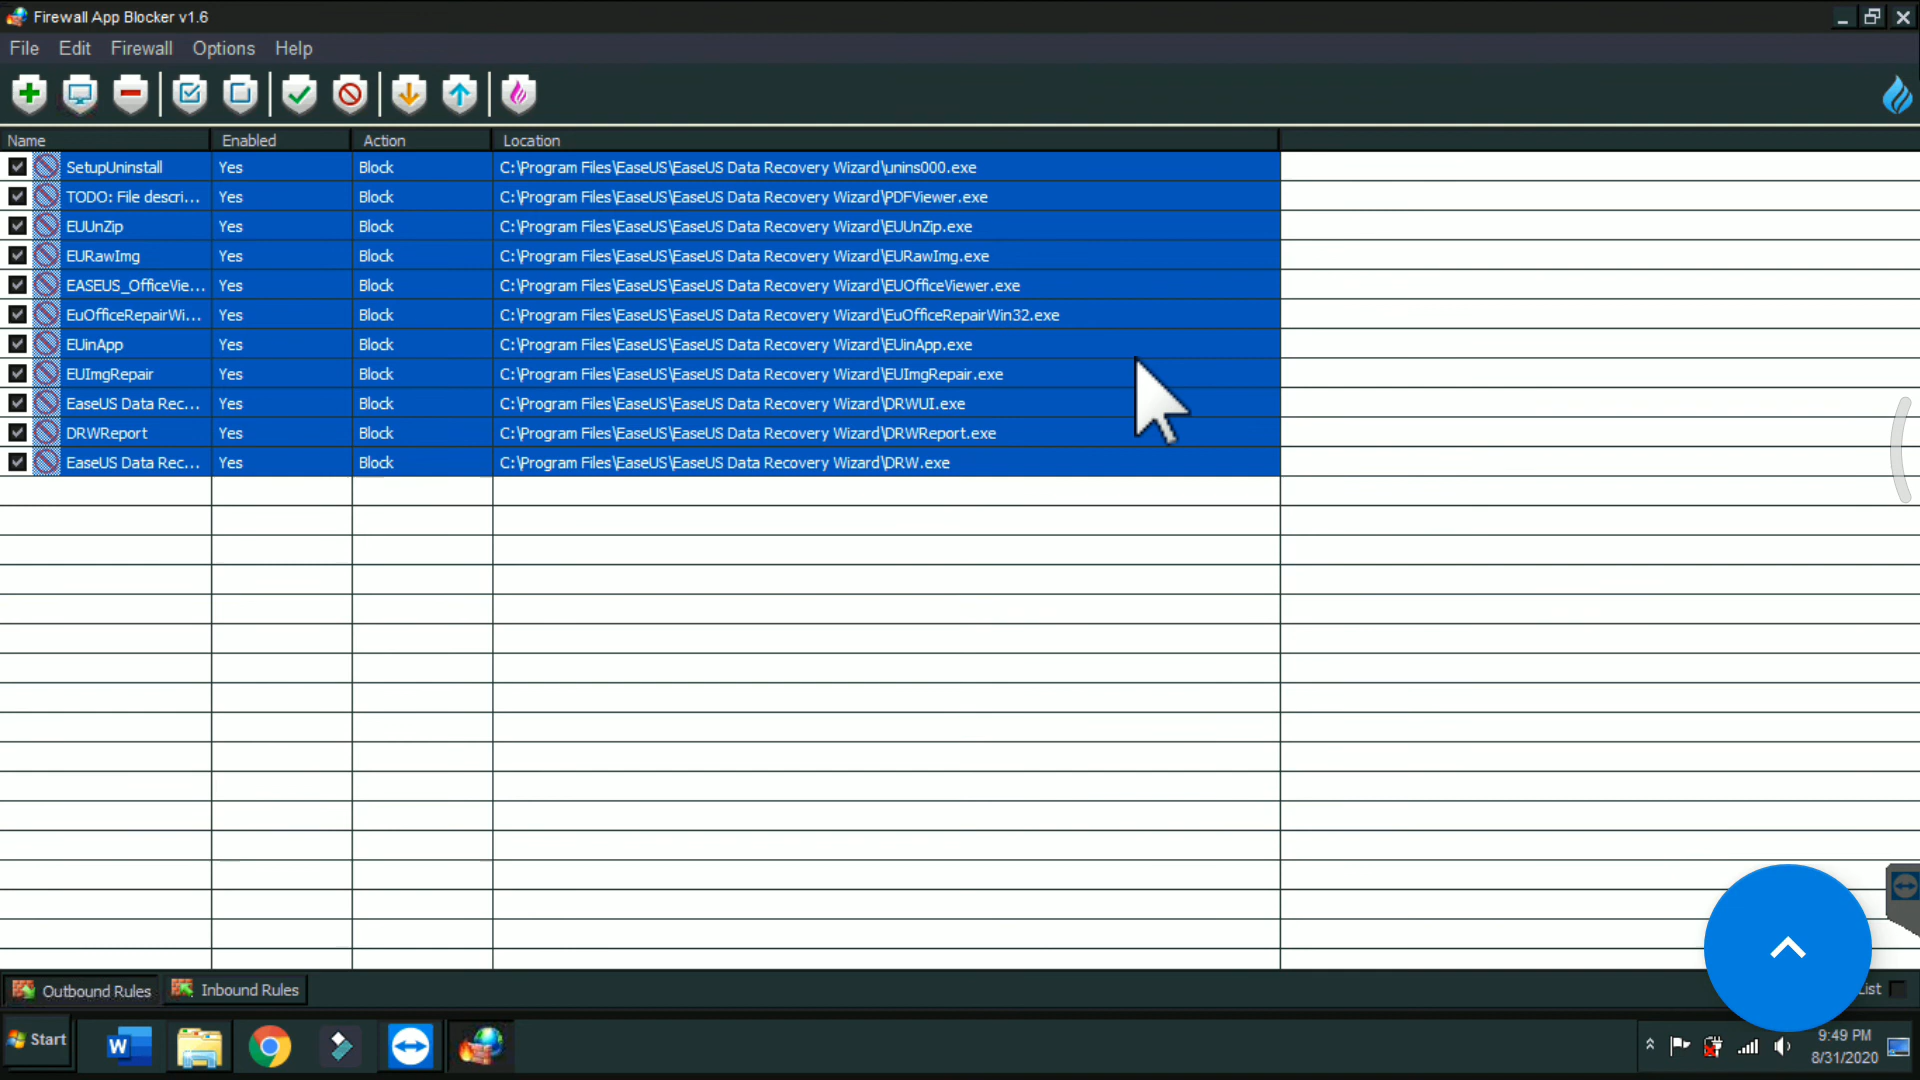 Firewall App Blocker v1.6
File Edit Firewall Options Help
Name Enabled Action Location
SetupUninstall Yes Block C:\Program Files\EaseUS\EaseUS Data Recovery Wizard\unins000.exe
TODO: File descri... Yes Block C:\Program Files\EaseUS\EaseUS Data Recovery Wizard\PDFViewer.exe
EUUnZip Yes Block C:\Program Files\EaseUS\EaseUS Data Recovery Wizard\EUUnZip.exe
EURawImg Yes Block C:\Program Files\EaseUS\EaseUS Data Recovery Wizard\EURawImg.exe
EASEUS_OfficeVie... Yes Block C:\Program Files\EaseUS\EaseUS Data Recovery Wizard\EUOfficeViewer.exe
EuOfficeRepairWi... Yes Block C:\Program Files\EaseUS\EaseUS Data Recovery Wizard\EuOfficeRepairWin32.exe
EUinApp Yes Block C:\Program Files\EaseUS\EaseUS Data Recovery Wizard\EUinApp.exe
EUImgRepair Yes Block C:\Program Files\EaseUS\EaseUS Data Recovery Wizard\EUImgRepair.exe
EaseUS Data Rec... Yes Block C:\Program Files\EaseUS\EaseUS Data Recovery Wizard\DRWUI.exe
DRWReport Yes Block C:\Program Files\EaseUS\EaseUS Data Recovery Wizard\DRWReport.exe
EaseUS Data Rec... Yes Block C:\Program Files\EaseUS\EaseUS Data Recovery Wizard\DRW.exe
Outbound Rules Inbound Rules
Start W 9:49 PM
8/31/2020